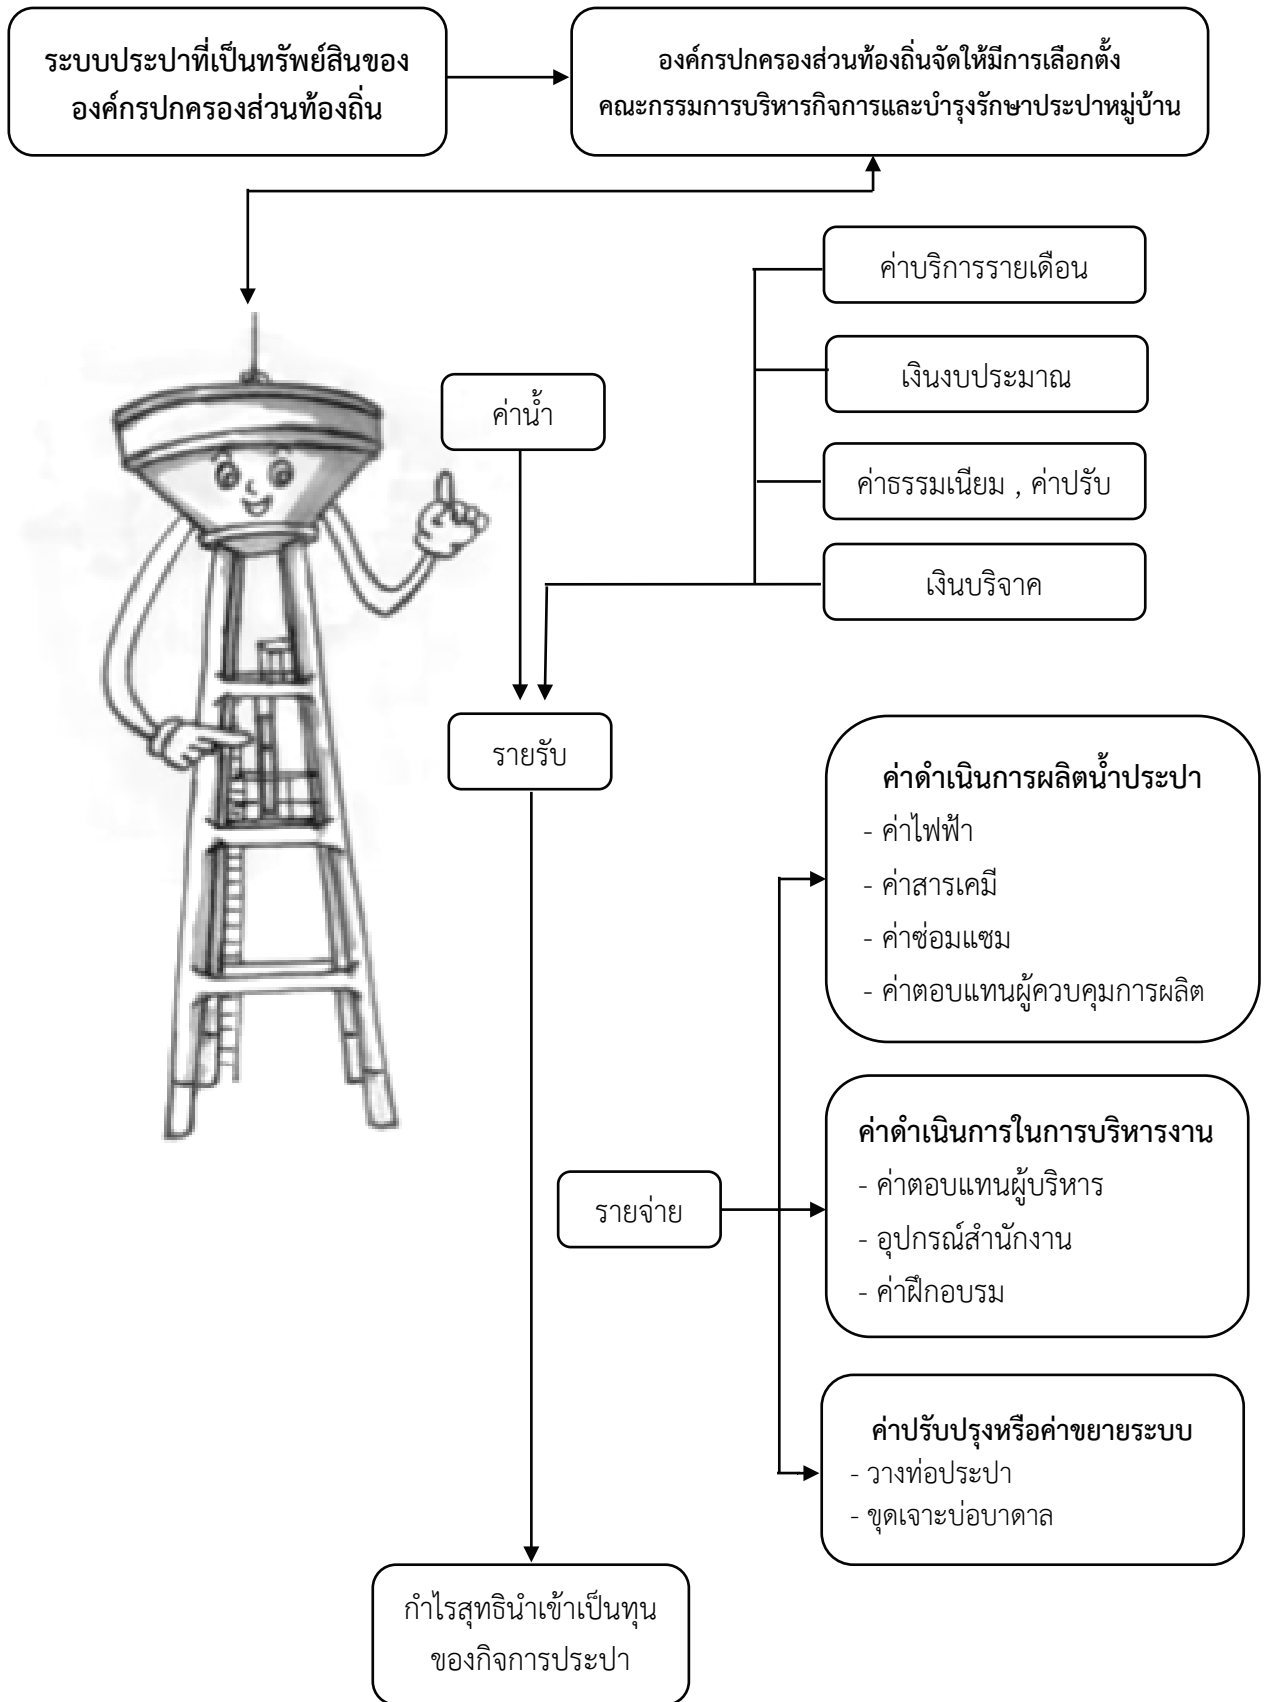 ระบบประปาที่เป็นทรัพย์สินของ
องค์กรปกครองส่วนท้องถิ่น
องค์กรปกครองส่วนท้องถิ่นจัดให้มีการเลือกตั้ง
คณะกรรมการบริหารกิจการและบำรุงรักษาประปาหมู่บ้าน
ค่าบริการรายเดือน
เงินงบประมาณ
ค่าน้ำ
ค่าธรรมเนียม , ค่าปรับ
เงินบริจาค
รายรับ
ค่าดำเนินการผลิตน้ำประปา
- ค่าไฟฟ้า
- ค่าสารเคมี
- ค่าซ่อมแซม
- ค่าตอบแทนผู้ควบคุมการผลิต
รายจ่าย
ค่าดำเนินการในการบริหารงาน
- ค่าตอบแทนผู้บริหาร
- อุปกรณ์สำนักงาน
- ค่าฝึกอบรม
ค่าปรับปรุงหรือค่าขยายระบบ
- วางท่อประปา
- ขุดเจาะบ่อบาดาล
กำไรสุทธินำเข้าเป็นทุน
ของกิจการประปา